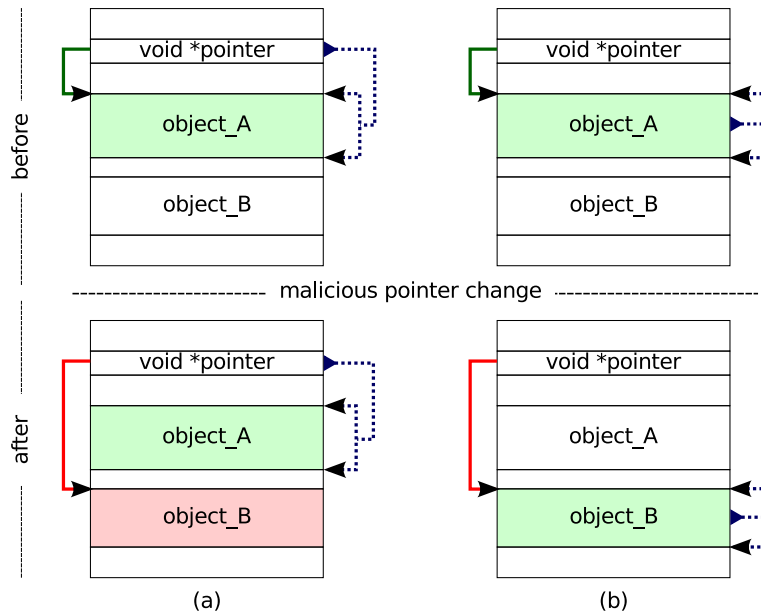 before
void *pointer
object_A
object_B
void *pointer
object_A
object_B
malicious pointer change
after
void *pointer
object_A
object_B
(a)
void *pointer
object_A
object_B
(b)